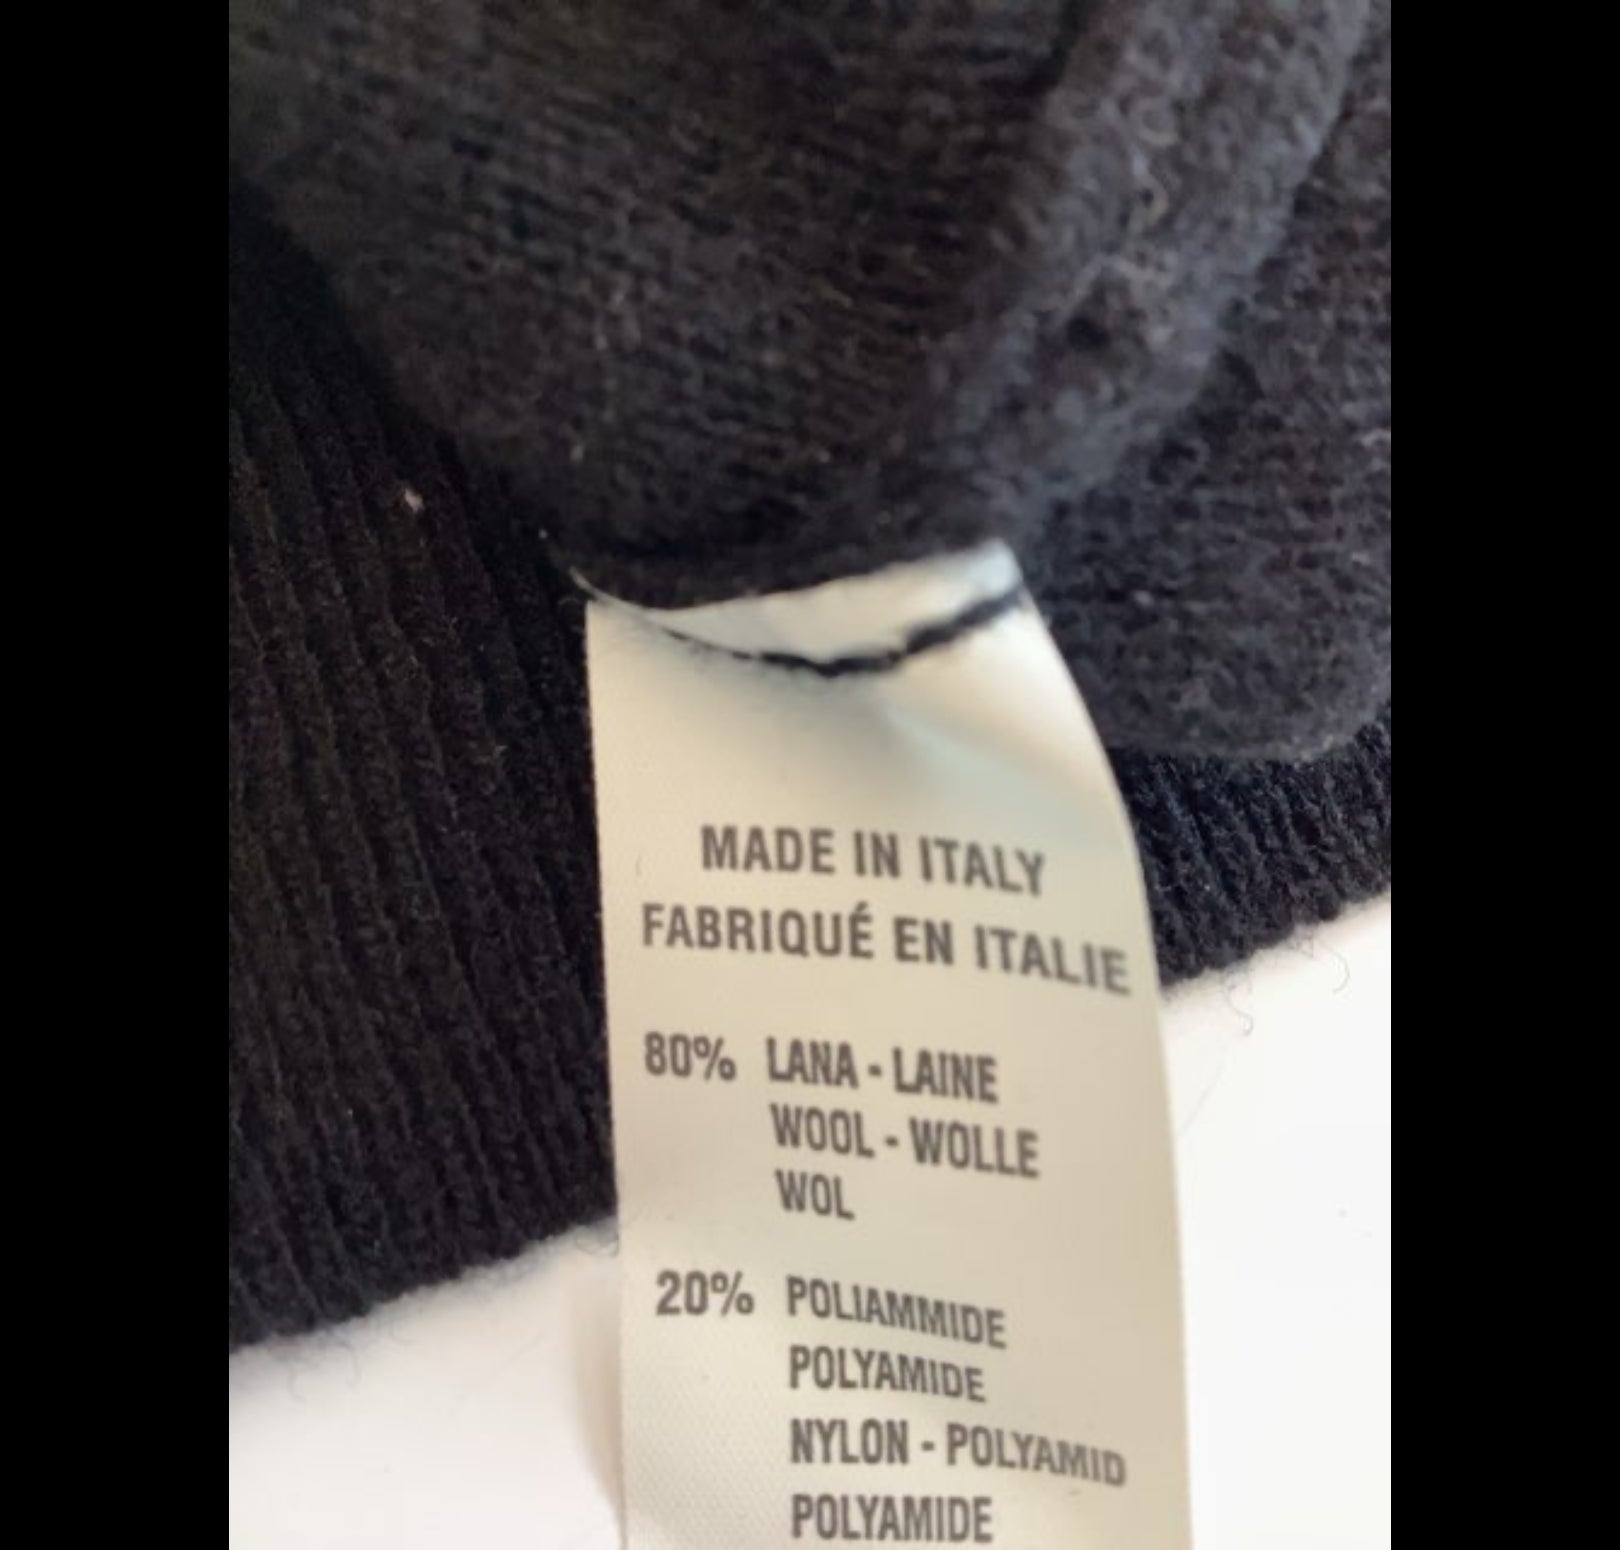 MADE IN ITALY
FABRIQUÉ EN ITALIE
80% LANA - LAINE
WOOL - WOLLE
WOL
20% POLIAMMIDE
POLYAMIDE
NYLON - POLYAMID
POLYAMIDE